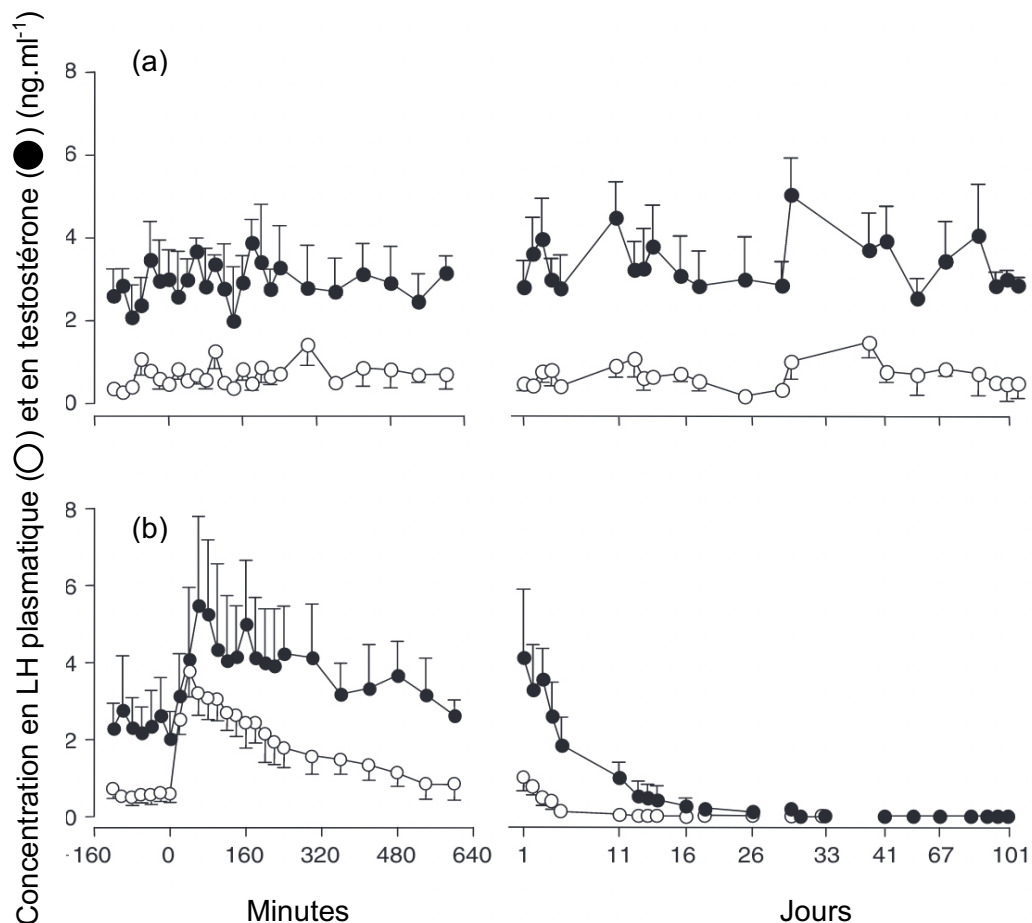 Concentration en LH plasmatique (○) et en testostérone (●) (ng.ml⁻¹)
(a)
8
6
4
2
0
(b)
8
6
4
2
0
-160 0 160 320 480 640 1 11 16 26 33 41 67 101
Minutes Jours